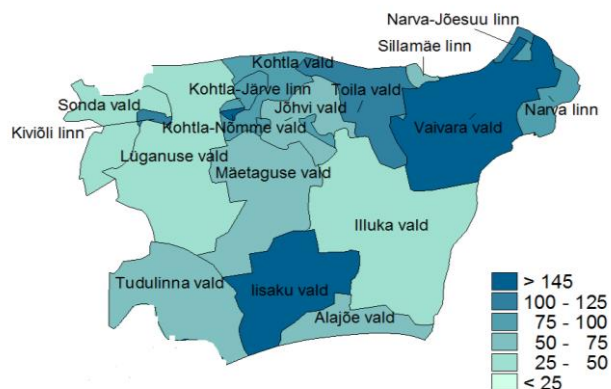 Narva-Jõesuu linn
Sillamäe linn
Kohtla vald
Kohtla-Järve linn
Toila vald
Sonda vald
Jõhvi vald
Kiviõli linn
Kohtla-Nõmme vald
Vaivara vald
Narva linn
Lüganuse vald
Mäetaguse vald
Illuka vald
Tudulinna vald
Iisaku vald
Alajõe vald
> 145
100 - 125
75 - 100
50 - 75
25 - 50
< 25